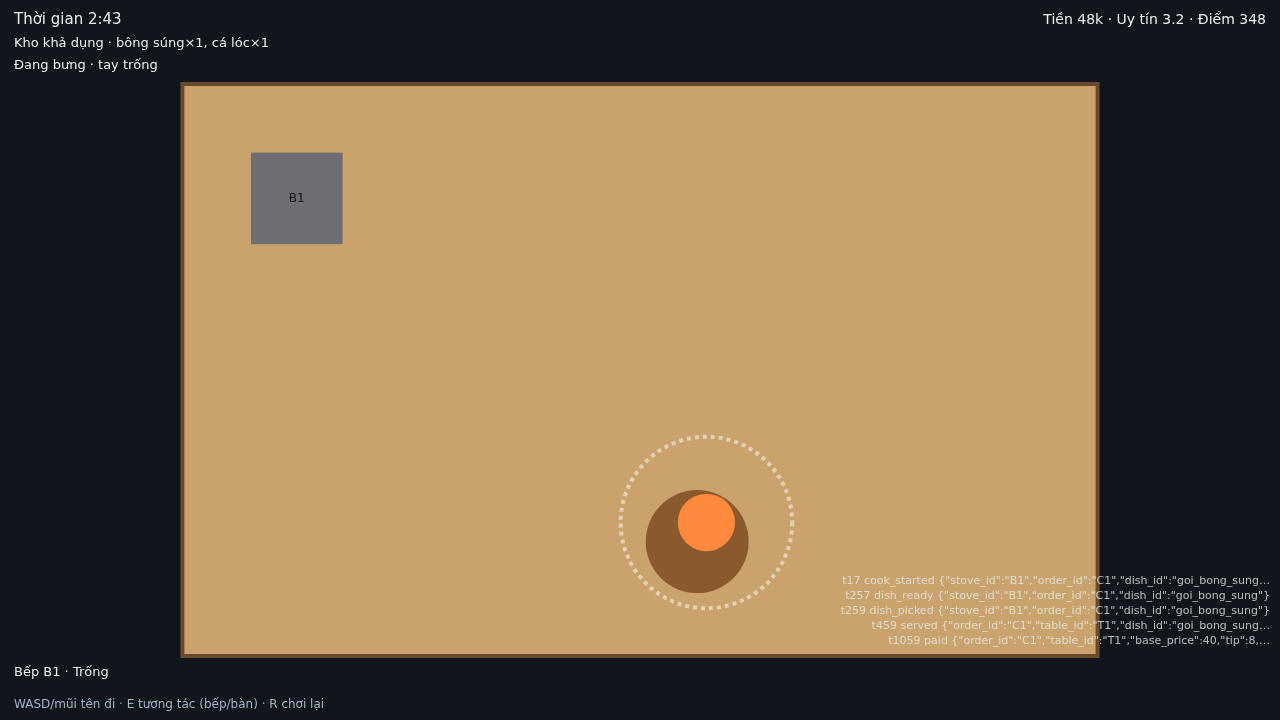 Thời gian 2:43
Tiền 48k · Uy tín 3.2 · Điểm 348
Kho khả dụng · bông súng×1, cá lóc×1
Đang bưng · tay trống
B1
t17 cook_started {"stove_id":"B1","order_id":"C1","dish_id":"goi_bong_sung…
t257 dish_ready {"stove_id":"B1","order_id":"C1","dish_id":"goi_bong_sung"}
t259 dish_picked {"stove_id":"B1","order_id":"C1","dish_id":"goi_bong_sung"}
t459 served {"order_id":"C1","table_id":"T1","dish_id":"goi_bong_sung…
t1059 paid {"order_id":"C1","table_id":"T1","base_price":40,"tip":8,…
Bếp B1 · Trống
WASD/mũi tên đi · E tương tác (bếp/bàn) · R chơi lại